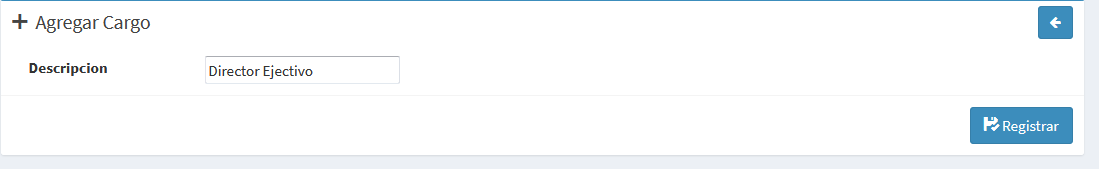 Agregar Cargo
Descripcion
Director Ejectivo
Registrar